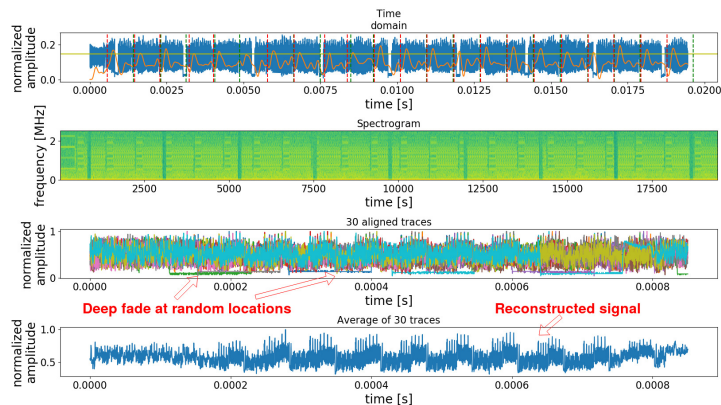 Time
domain
normalized
amplitude
0.2
0.0
0.0000 0.0025 0.0050 0.0075 0.0100 0.0125 0.0150 0.0175 0.0200
time [s]
Spectrogram
frequency [MHz]
2
0
2500 5000 7500 10000 12500 15000 17500
time [s]
30 aligned traces
normalized
amplitude
1
0
0.0000 0.0002 0.0004 0.0006 0.0008
time [s]
Deep fade at random locations
Reconstructed signal
Average of 30 traces
normalized
amplitude
1.0
0.5
0.0000 0.0002 0.0004 0.0006 0.0008
time [s]